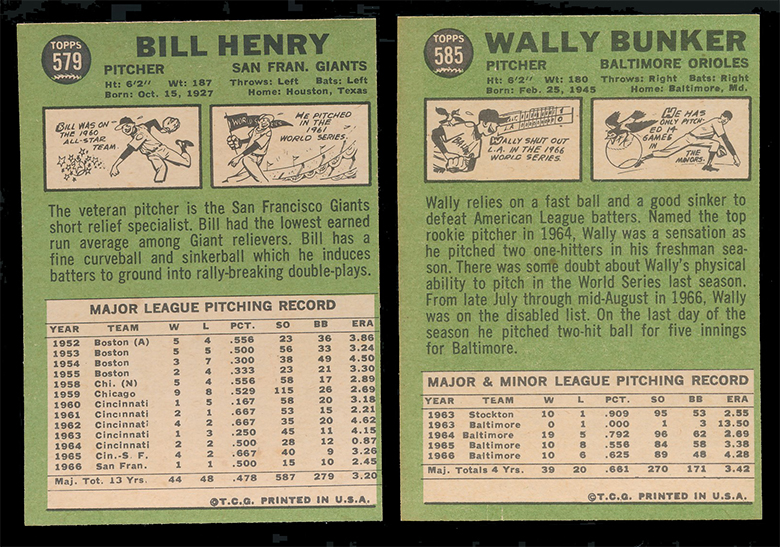 TOPPS
579
BILL HENRY
PITCHER SAN FRAN. GIANTS
Ht: 6'2" Wt: 187 Throws: Left Bats: Left
Born: Oct. 15, 1927 Home: Houston, Texas
BILL WAS ON
THE 1960
ALL-STAR
TEAM.
WORLD SERIES
HE PITCHED
IN THE
1961
WORLD SERIES.
The veteran pitcher is the San Francisco Giants
short relief specialist. Bill had the lowest earned
run average among Giant relievers. Bill has a
fine curveball and sinkerball which he induces
batters to ground into rally-breaking double-plays.
MAJOR LEAGUE PITCHING RECORD
YEAR TEAM W L PCT. SO BB ERA
1952 Boston (A) 5 4 .556 23 36 3.86
1953 Boston 5 5 .500 56 33 3.24
1954 Boston 3 7 .300 38 49 4.50
1955 Boston 2 4 .333 23 21 3.30
1958 Chi. (N) 5 4 .556 58 17 2.89
1959 Chicago 9 8 .529 115 26 2.69
1960 Cincinnati 1 5 .167 58 20 3.18
1961 Cincinnati 2 1 .667 53 15 2.21
1962 Cincinnati 4 2 .667 35 20 4.62
1963 Cincinnati 1 3 .250 45 11 4.15
1964 Cincinnati 2 2 .500 28 12 0.87
1965 Cin.-S. F. 4 2 .667 40 9 3.26
1966 San Fran. 1 1 .500 15 10 2.45
Maj. Tot. 13 Yrs. 44 48 .478 587 279 3.20
©T.C.G. PRINTED IN U.S.A.
TOPPS
585
WALLY BUNKER
PITCHER BALTIMORE ORIOLES
Ht: 6'2" Wt: 180 Throws: Right Bats: Right
Born: Feb. 25, 1945 Home: Baltimore, Md.
L A
WALLY SHUT OUT
L.A. IN THE 1966
WORLD SERIES.
HE HAS
ONLY PITCH-
ED 14
GAMES
IN
THE
MINORS.
Wally relies on a fast ball and a good sinker to
defeat American League batters. Named the top
rookie pitcher in 1964, Wally was a sensation as
he pitched two one-hitters in his freshman sea-
son. There was some doubt about Wally's physical
ability to pitch in the World Series last season.
From late July through mid-August in 1966, Wally
was on the disabled list. On the last day of the
season he pitched two-hit ball for five innings
for Baltimore.
MAJOR & MINOR LEAGUE PITCHING RECORD
YEAR TEAM W L PCT. SO BB ERA
1963 Stockton 10 1 .909 95 53 2.55
1963 Baltimore 0 1 .000 1 3 13.50
1964 Baltimore 19 5 .792 96 62 2.69
1965 Baltimore 10 8 .556 84 58 3.38
1966 Baltimore 10 6 .625 89 48 4.28
Maj. Totals 4 Yr. 39 20 .661 270 171 3.42
©T.C.G. PRINTED IN U.S.A.